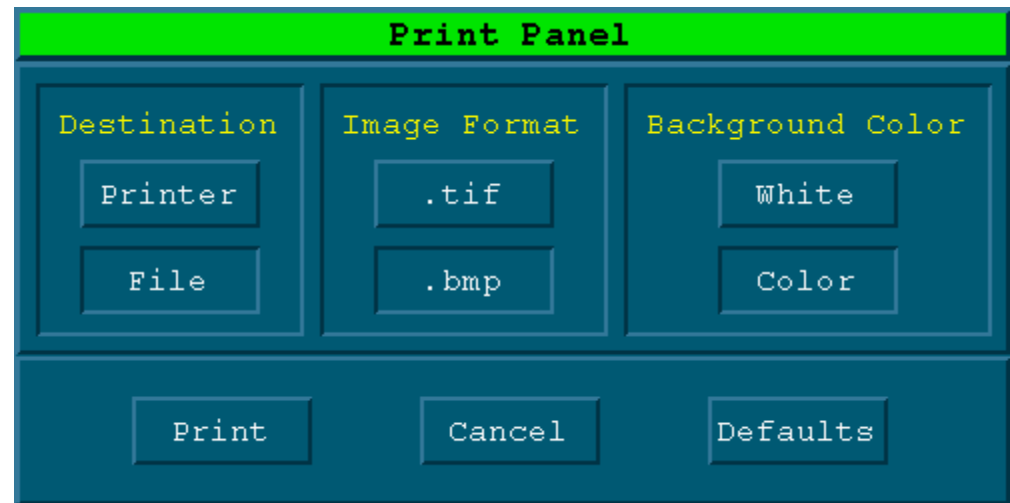 Print Panel
Destination
Printer
File
Image Format
.tif
.bmp
Background Color
White
Color
Print
Cancel
Defaults